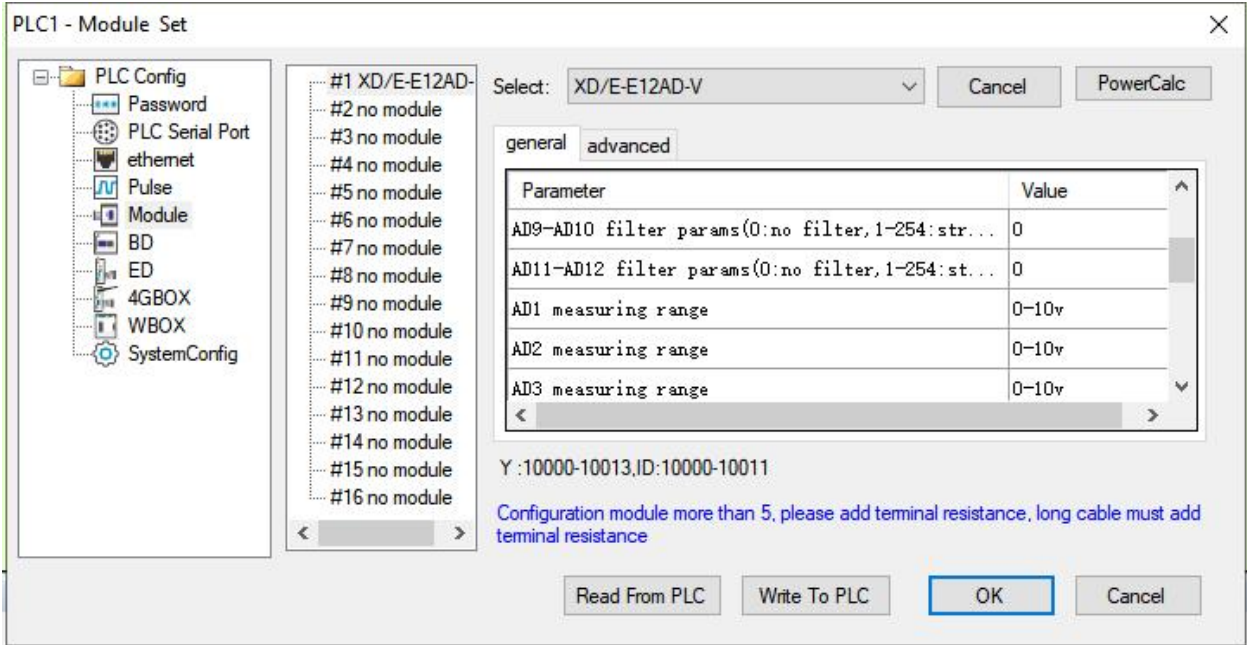 PLC1 - Module Set
PLC Config
Password
PLC Serial Port
ethernet
Pulse
Module
BD
ED
4GBOX
WBOX
SystemConfig
#1 XD/E-E12AD-
#2 no module
#3 no module
#4 no module
#5 no module
#6 no module
#7 no module
#8 no module
#9 no module
#10 no module
#11 no module
#12 no module
#13 no module
#14 no module
#15 no module
#16 no module
Select: XD/E-E12AD-V Cancel PowerCalc
general advanced
Parameter Value
AD9-AD10 filter params(0:no filter,1-254:str... 0
AD11-AD12 filter params(0:no filter,1-254:st... 0
AD1 measuring range 0-10v
AD2 measuring range 0-10v
AD3 measuring range 0-10v
Y :10000-10013,ID:10000-10011
Configuration module more than 5, please add terminal resistance, long cable must add
terminal resistance
Read From PLC Write To PLC OK Cancel